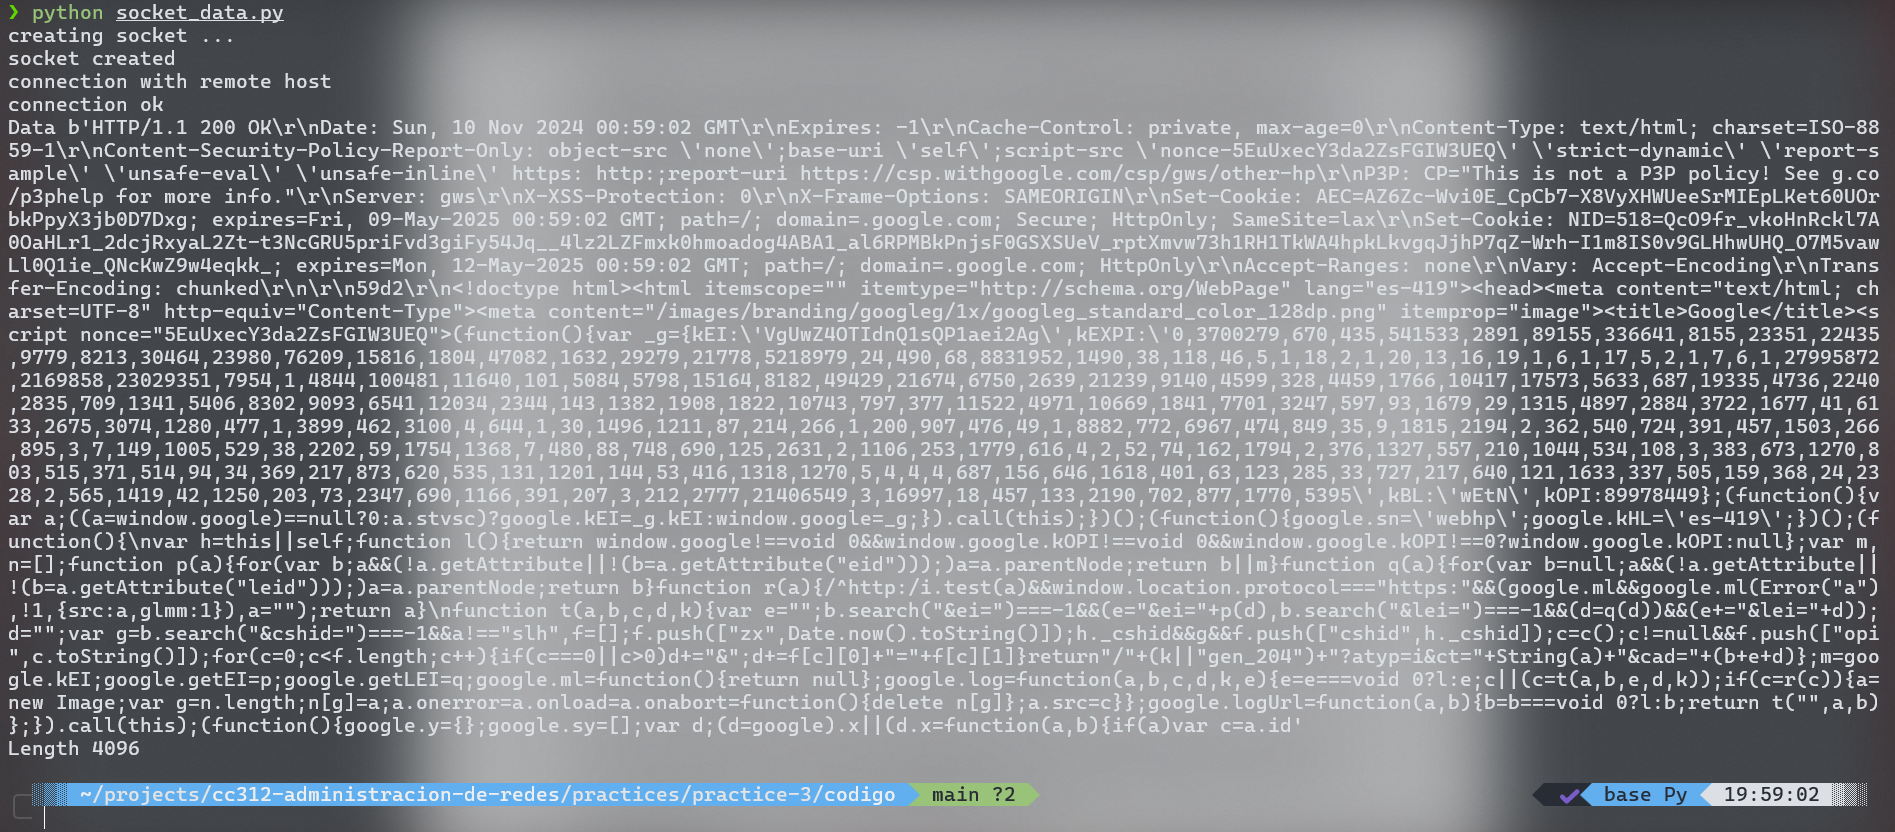 ❯ python socket_data.py
creating socket ...
socket created
connection with remote host
connection ok
Data b'HTTP/1.1 200 OK\r\nDate: Sun, 10 Nov 2024 00:59:02 GMT\r\nExpires: -1\r\nCache-Control: private, max-age=0\r\nContent-Type: text/html; charset=ISO-88
59-1\r\nContent-Security-Policy-Report-Only: object-src \'none\';base-uri \'self\';script-src \'nonce-5EuUxecY3da2ZsFGIW3UEQ\' \'strict-dynamic\' \'report-s
ample\' \'unsafe-eval\' \'unsafe-inline\' https: http:;report-uri https://csp.withgoogle.com/csp/gws/other-hp\r\nP3P: CP="This is not a P3P policy! See g.co
/p3phelp for more info."\r\nServer: gws\r\nX-XSS-Protection: 0\r\nX-Frame-Options: SAMEORIGIN\r\nSet-Cookie: AEC=AZ6Zc-Wvi0E_CpCb7-X8VyXHWUeeSrMIEpLKet60UOr
bkPpyX3jb0D7Dxg; expires=Fri, 09-May-2025 00:59:02 GMT; path=/; domain=.google.com; Secure; HttpOnly; SameSite=lax\r\nSet-Cookie: NID=518=QcO9fr_vkoHnRckl7A
0OaHLr1_2dcjRxyaL2Zt-t3NcGRU5priFvd3giFy54Jq__4lz2LZFmxk0hmoadog4ABA1_al6RPMBkPnjsF0GSXSUeV_rptXmvw73h1RH1TkWA4hpkLkvgqJjhP7qZ-Wrh-I1m8IS0v9GLHhwUHQ_O7M5vaw
Ll0Q1ie_QNcKwZ9w4eqkk_; expires=Mon, 12-May-2025 00:59:02 GMT; path=/; domain=.google.com; HttpOnly\r\nAccept-Ranges: none\r\nVary: Accept-Encoding\r\nTrans
fer-Encoding: chunked\r\n\r\n59d2\r\n<!doctype html><html itemscope="" itemtype="http://schema.org/WebPage" lang="es-419"><head><meta content="text/html; ch
arset=UTF-8" http-equiv="Content-Type"><meta content="/images/branding/googleg/1x/googleg_standard_color_128dp.png" itemprop="image"><title>Google</title><s
cript nonce="5EuUxecY3da2ZsFGIW3UEQ">(function(){var _g={kEI:\'VgUwZ4OTIdnQ1sQP1aei2Ag\',kEXPI:\'0,3700279,670,435,541533,2891,89155,336641,8155,23351,22435
,9779,8213,30464,23980,76209,15816,1804,47082,1632,29279,21778,5218979,24,490,68,8831952,1490,38,118,46,5,1,18,2,1,20,13,16,19,1,6,1,17,5,2,1,7,6,1,27995872
,2169858,23029351,7954,1,4844,100481,11640,101,5084,5798,15164,8182,49429,21674,6750,2639,21239,9140,4599,328,4459,1766,10417,17573,5633,687,19335,4736,2240
,2835,709,1341,5406,8302,9093,6541,12034,2344,143,1382,1908,1822,10743,797,377,11522,4971,10669,1841,7701,3247,597,93,1679,29,1315,4897,2884,3722,1677,41,61
33,2675,3074,1280,477,1,3899,462,3100,4,644,1,30,1496,1211,87,214,266,1,200,907,476,49,1,8882,772,6967,474,849,35,9,1815,2194,2,362,540,724,391,457,1503,266
,895,3,7,149,1005,529,38,2202,59,1754,1368,7,480,88,748,690,125,2631,2,1106,253,1779,616,4,2,52,74,162,1794,2,376,1327,557,210,1044,534,108,3,383,673,1270,8
03,515,371,514,94,34,369,217,873,620,535,131,1201,144,53,416,1318,1270,5,4,4,4,687,156,646,1618,401,63,123,285,33,727,217,640,121,1633,337,505,159,368,24,23
28,2,565,1419,42,1250,203,73,2347,690,1166,391,207,3,212,2777,21406549,3,16997,18,457,133,2190,702,877,1770,5395\',kBL:\'wEtN\',kOPI:89978449};(function(){v
ar a;((a=window.google)==null?0:a.stvsc)?google.kEI=_g.kEI:window.google=_g;}).call(this);})();(function(){google.sn=\'webhp\';google.kHL=\'es-419\';})();(f
unction(){\nvar h=this||self;function l(){return window.google!==void 0&&window.google.kOPI!==void 0&&window.google.kOPI!==0?window.google.kOPI:null};var m,
n=[];function p(a){for(var b;a&&(!a.getAttribute||!(b=a.getAttribute("eid")));)a=a.parentNode;return b||m}function q(a){for(var b=null;a&&(!a.getAttribute||
!(b=a.getAttribute("leid")));)a=a.parentNode;return b}function r(a){/^http:/i.test(a)&&window.location.protocol==="https:"&&(google.ml&&google.ml(Error("a")
,!1,{src:a,glmm:1}),a="");return a}\nfunction t(a,b,c,d,k){var e="";b.search("&ei=")===-1&&(e="&ei="+p(d),b.search("&lei=")===-1&&(d=q(d))&&(e+="&lei="+d));
d="";var g=b.search("&cshid=")===-1&&a!=="slh",f=[];f.push(["zx",Date.now().toString()]);h._cshid&&g&&f.push(["cshid",h._cshid]);c=c();c!=null&&f.push(["opi
",c.toString()]);for(c=0;c<f.length;c++){if(c===0||c>0)d+="&";d+=f[c][0]+"="+f[c][1]}return"/"+(k||"gen_204")+"?atyp=i&ct="+String(a)+"&cad="+(b+e+d)};m=goo
gle.kEI;google.getEI=p;google.getLEI=q;google.ml=function(){return null};google.log=function(a,b,c,d,k,e){e=e===void 0?l:e;c||(c=t(a,b,e,d,k));if(c=r(c)){a=
new Image;var g=n.length;n[g]=a;a.onerror=a.onload=a.onabort=function(){delete n[g]};a.src=c}};google.logUrl=function(a,b){b=b===void 0?l:b;return t("",a,b)
};}).call(this);(function(){google.y={};google.sy=[];var d;(d=google).x||(d.x=function(a,b){if(a)var c=a.id'
Length 4096
~/projects/cc312-administracion-de-redes/practices/practice-3/codigo main ?2 ✔ base Py 19:59:02